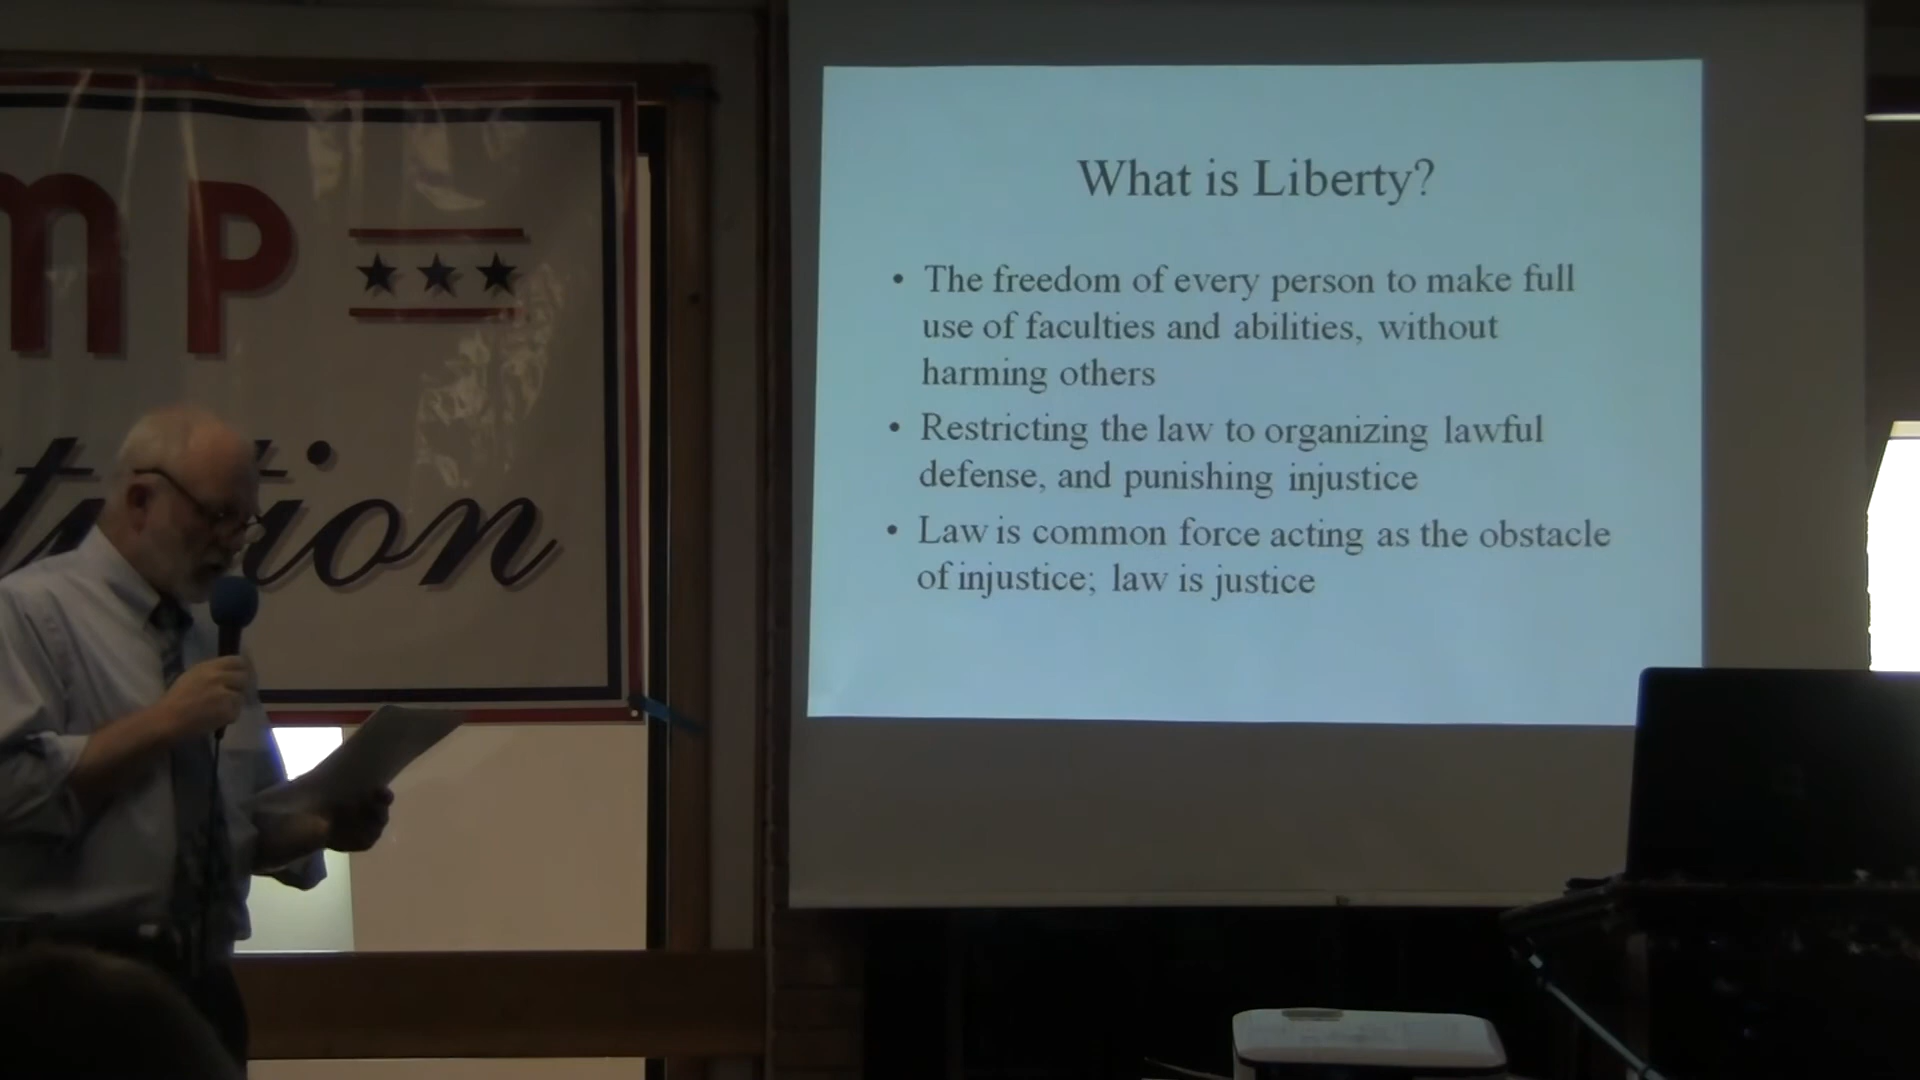 mP
tution
What is Liberty?
• The freedom of every person to make full
use of faculties and abilities, without
harming others
• Restricting the law to organizing lawful
defense, and punishing injustice
• Law is common force acting as the obstacle
of injustice; law is justice